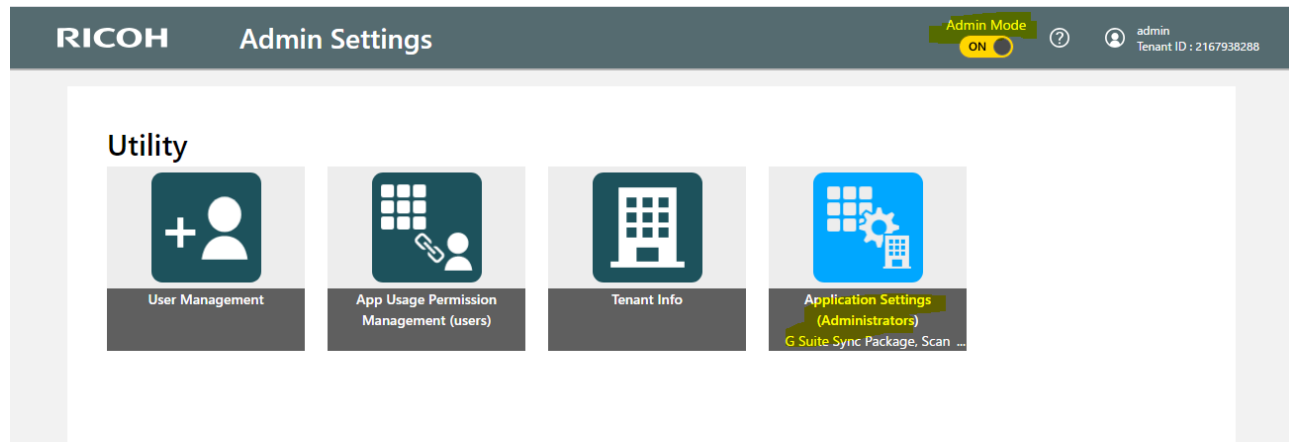 RICOH
Admin Settings
Admin Mode
ON
?
admin
Tenant ID : 2167938288
Utility
User Management
App Usage Permission
Management (users)
Tenant Info
Application Settings
(Administrators)
G Suite Sync Package, Scan ...